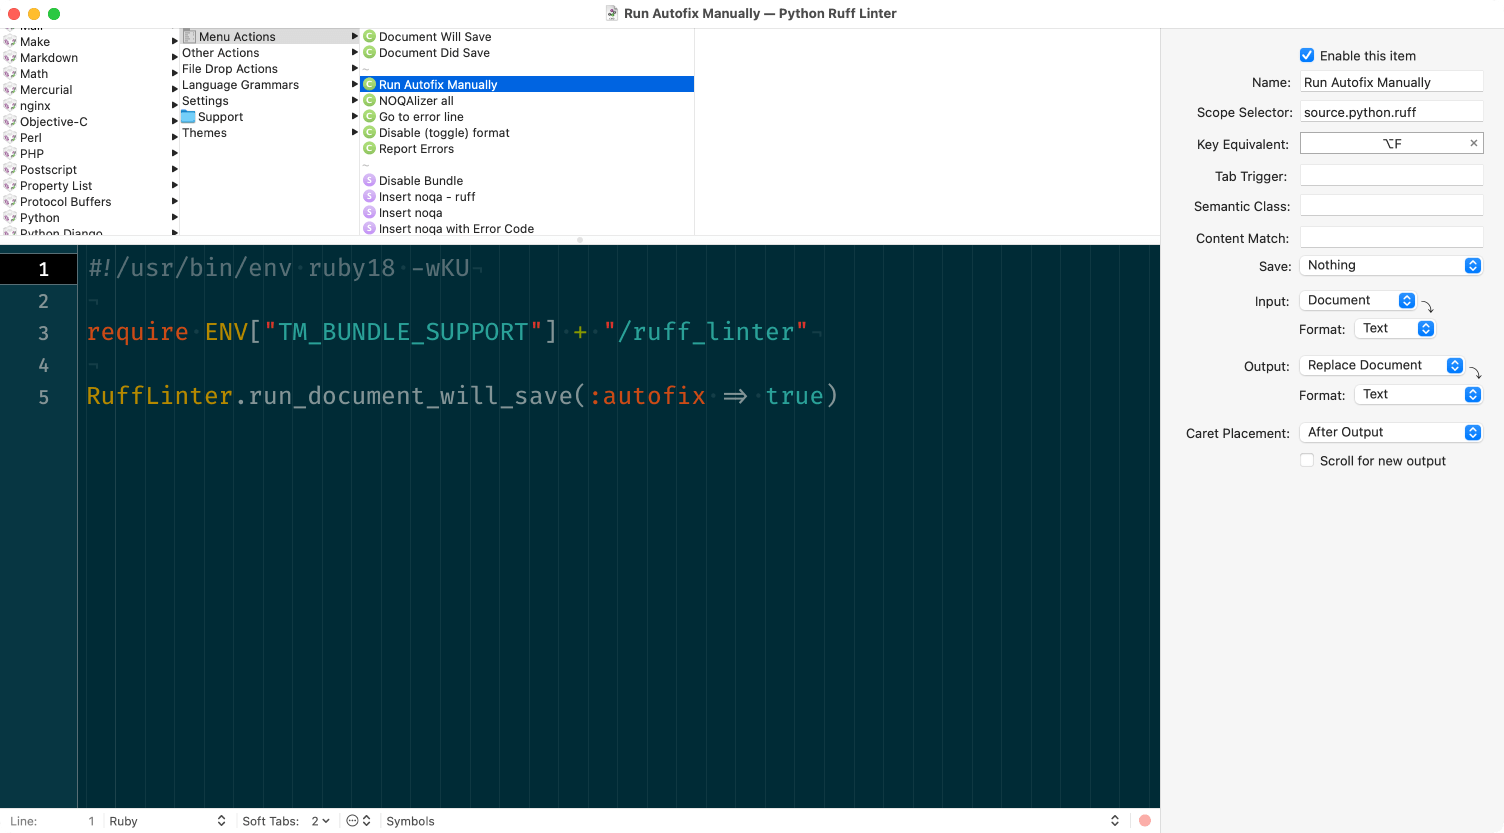 Run Autofix Manually — Python Ruff Linter
Make
Markdown
Math
Mercurial
nginx
Objective-C
Perl
PHP
Postscript
Property List
Protocol Buffers
Python
Python Django
Menu Actions
Other Actions
File Drop Actions
Language Grammars
Settings
Support
Themes
Document Will Save
Document Did Save
~
Run Autofix Manually
NOQAlizer all
Go to error line
Disable (toggle) format
Report Errors
~
Disable Bundle
Insert noqa - ruff
Insert noqa
Insert noqa with Error Code
Enable this item
Name: Run Autofix Manually
Scope Selector: source.python.ruff
Key Equivalent: ⌥F ×
Tab Trigger:
Semantic Class:
Content Match:
Save: Nothing
Input: Document
Format: Text
Output: Replace Document
Format: Text
Caret Placement: After Output
Scroll for new output
1 #!/usr/bin/env·ruby18·-wKU¬
2 ¬
3 require·ENV["TM_BUNDLE_SUPPORT"]·+·"/ruff_linter"¬
4 ¬
5 RuffLinter.run_document_will_save(:autofix·=>·true)
Line: 1 Ruby Soft Tabs: 2 Symbols